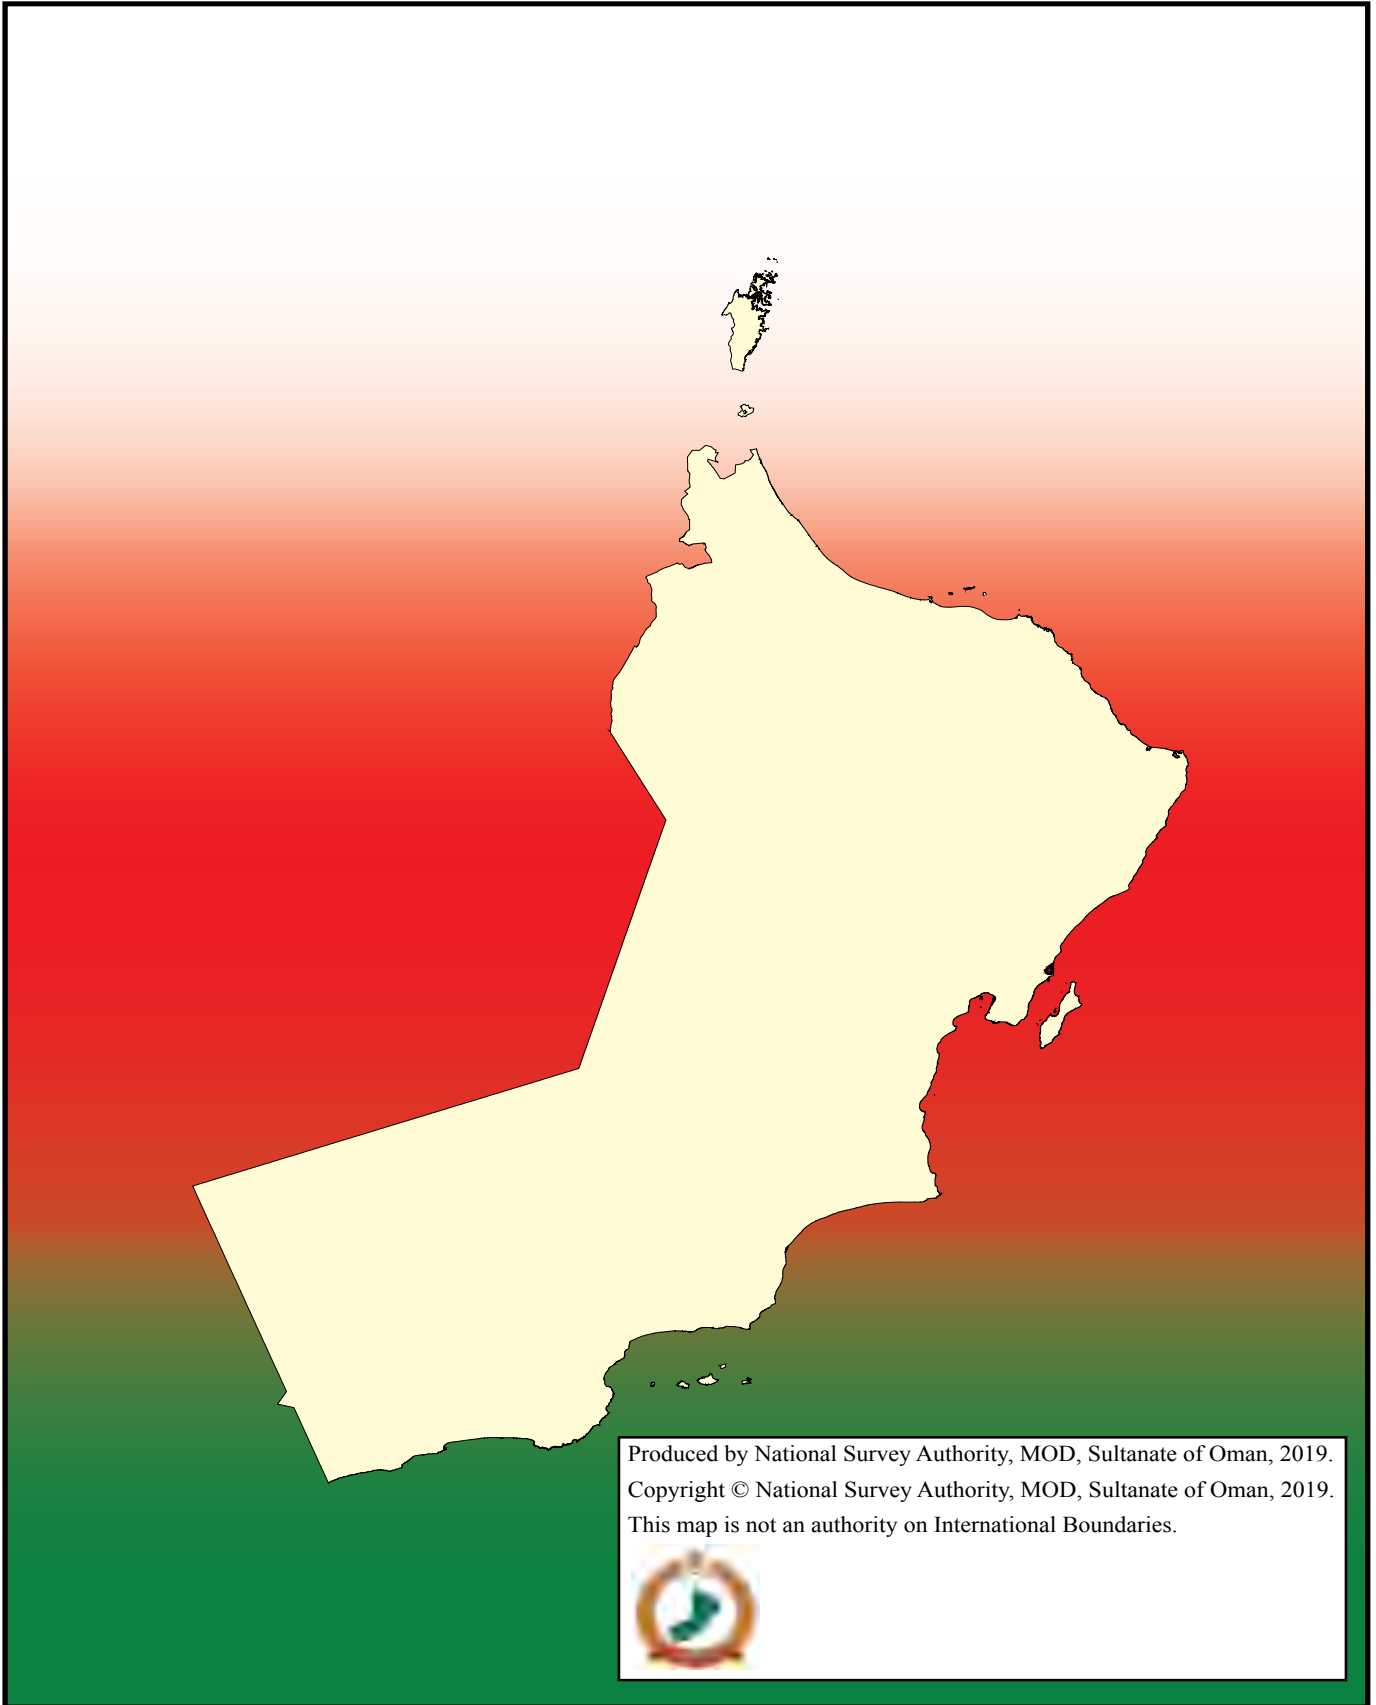 Produced by National Survey Authority, MOD, Sultanate of Oman, 2019.
Copyright © National Survey Authority, MOD, Sultanate of Oman, 2019.
This map is not an authority on International Boundaries.